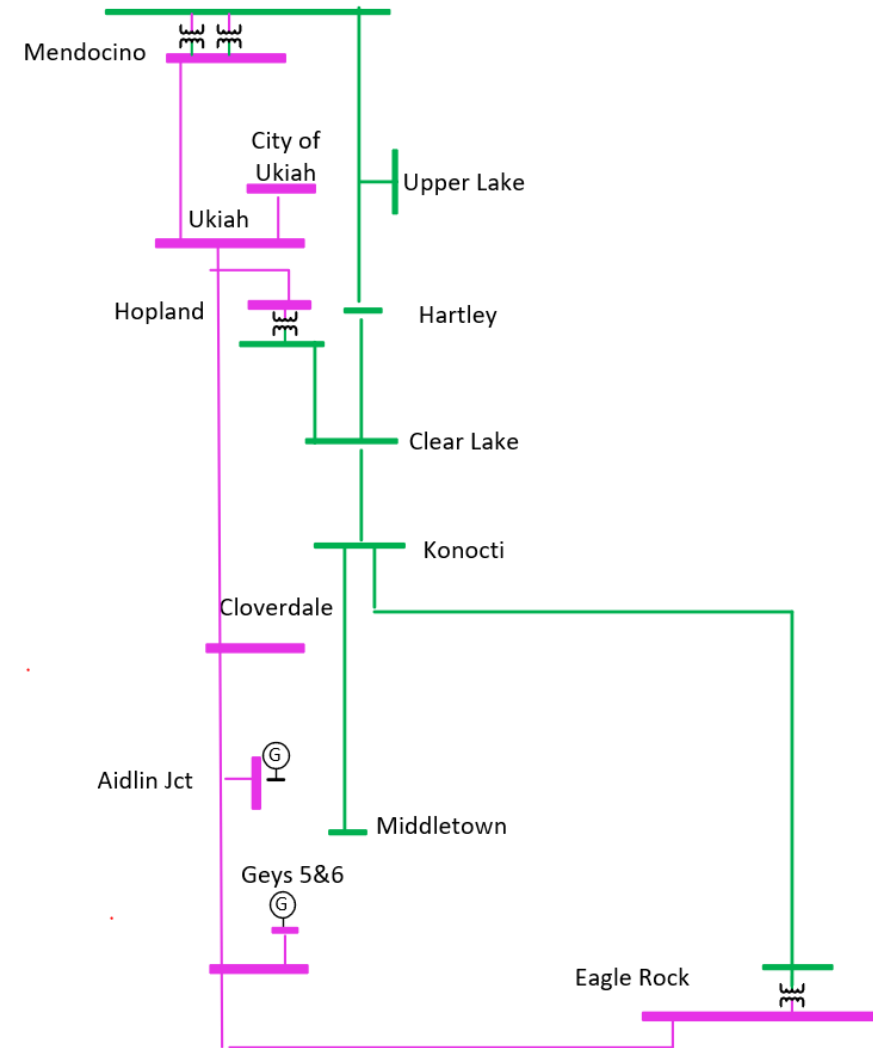 Mendocino
City of
Ukiah
Upper Lake
Ukiah
Hopland
Hartley
Clear Lake
Konocti
Cloverdale
G
Aidlin Jct
Middletown
Geys 5&6
G
Eagle Rock